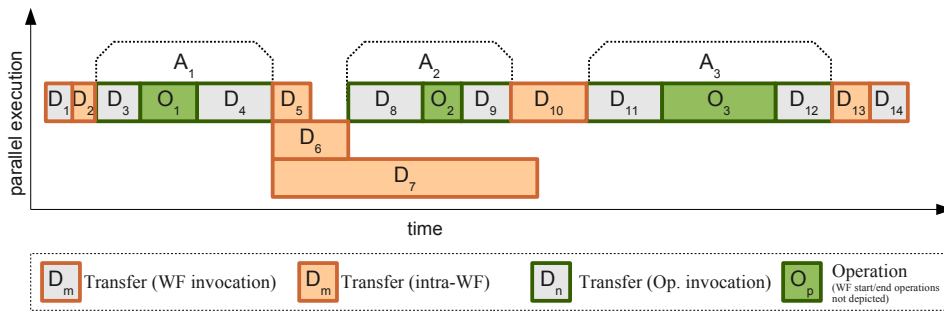 parallel execution
A1 A2 A3
D1 D2 D3 O1 D4 D5 D8 O2 D9 D10 D11 O3 D12 D13 D14
D6
D7
time
Dm Transfer (WF invocation) Dm Transfer (intra-WF) Dn Transfer (Op. invocation) Op Operation
(WF start/end operations
not depicted)